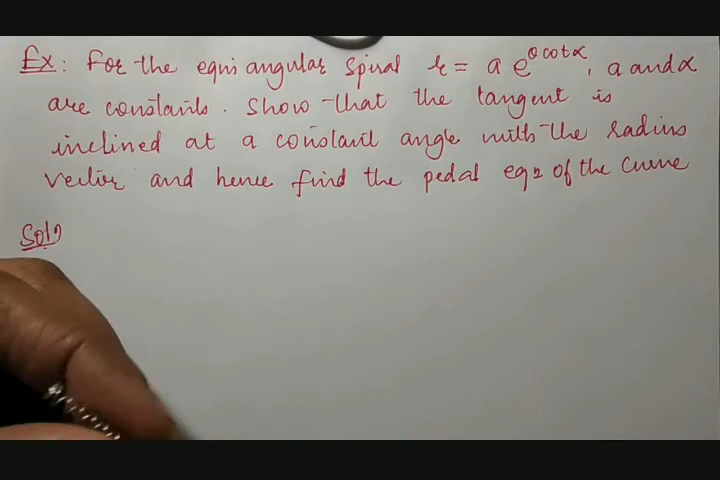 Ex: For the equiangular spiral r = a e^θcotα, a and α
are constants. Show that the tangent is
inclined at a constant angle with the radius
vector and hence find the pedal eqn of the curve
Soln